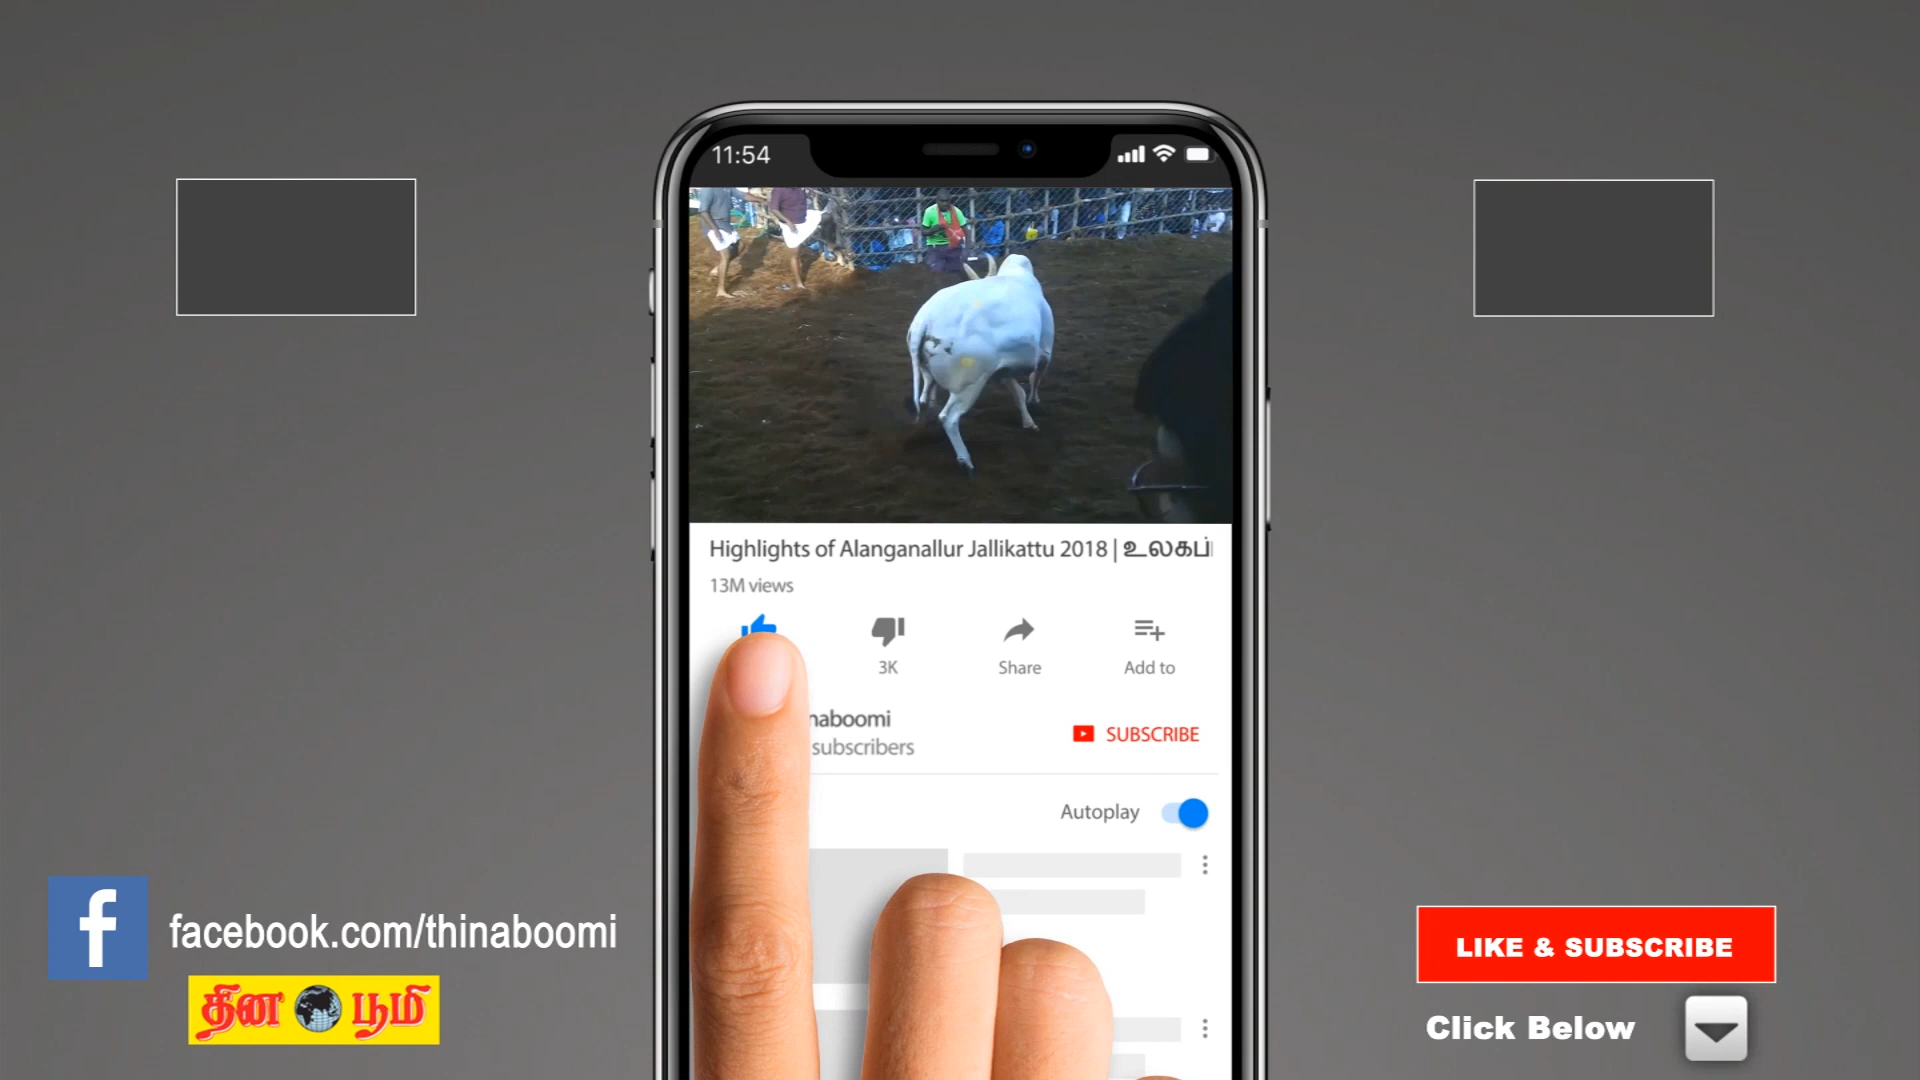 11:54
Highlights of Alanganallur Jallikattu 2018 | உலகப்
13M views
3K
Share
Add to
naboomi
subscribers
SUBSCRIBE
Autoplay
f
facebook.com/thinaboomi
தின பூமி
LIKE & SUBSCRIBE
Click Below